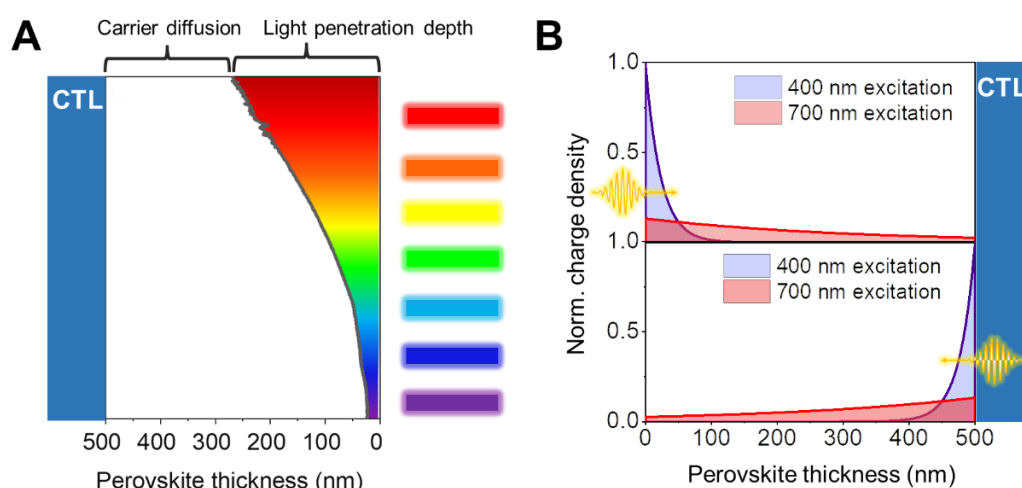 A
Carrier diffusion
Light penetration depth
CTL
500
400
300
200
100
0
Perovskite thickness (nm)
B
Norm. charge density
1.0
0.5
1.0
0.5
0.0
400 nm excitation
700 nm excitation
400 nm excitation
700 nm excitation
CTL
0
100
200
300
400
500
Perovskite thickness (nm)